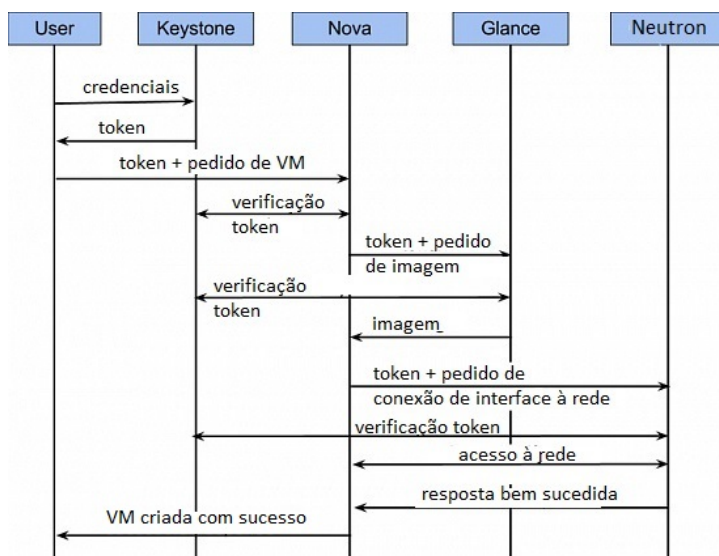 User Keystone Nova Glance Neutron
credenciais
token
token + pedido de VM
verificação
token
token + pedido
de imagem
verificação
token
imagem
token + pedido de
conexão de interface à rede
verificação token
acesso à rede
resposta bem sucedida
VM criada com sucesso